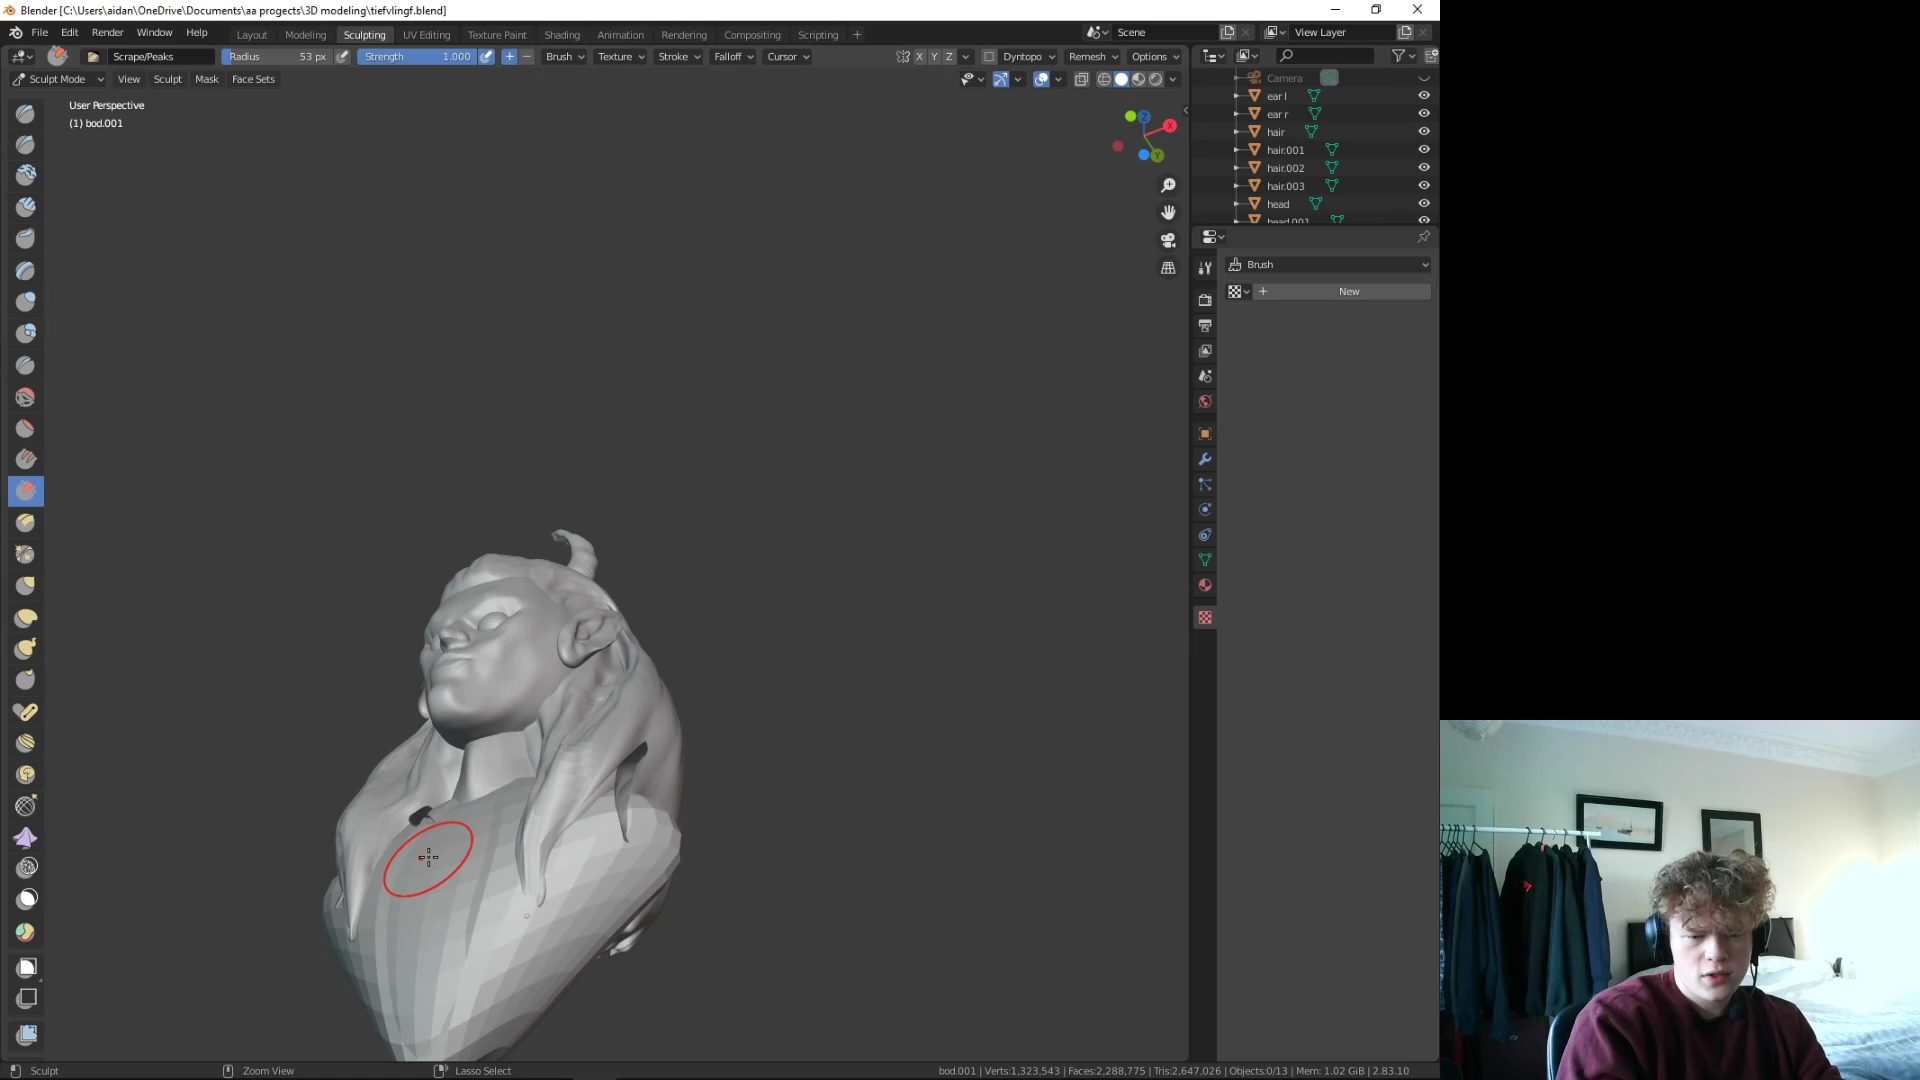 Blender [C:\Users\aidan\OneDrive\Documents\aa progects\3D modeling\tiefvlingf.blend]
File Edit Render Window Help
Layout Modeling Sculpting UV Editing Texture Paint Shading Animation Rendering Compositing Scripting +
Scene
View Layer
Scrape/Peaks
Radius 53 px
Strength 1.000
Brush Texture Stroke Falloff Cursor
X Y Z
Dyntopo Remesh Options
Sculpt Mode View Sculpt Mask Face Sets
User Perspective
(1) bod.001
Z
X
Y
Camera
ear l
ear r
hair
hair.001
hair.002
hair.003
head
head.001
Brush
New
Sculpt
Zoom View
Lasso Select
bod.001 | Verts:1,323,543 | Faces:2,288,775 | Tris:2,647,026 | Objects:0/13 | Mem: 1.02 GiB | 2.83.10